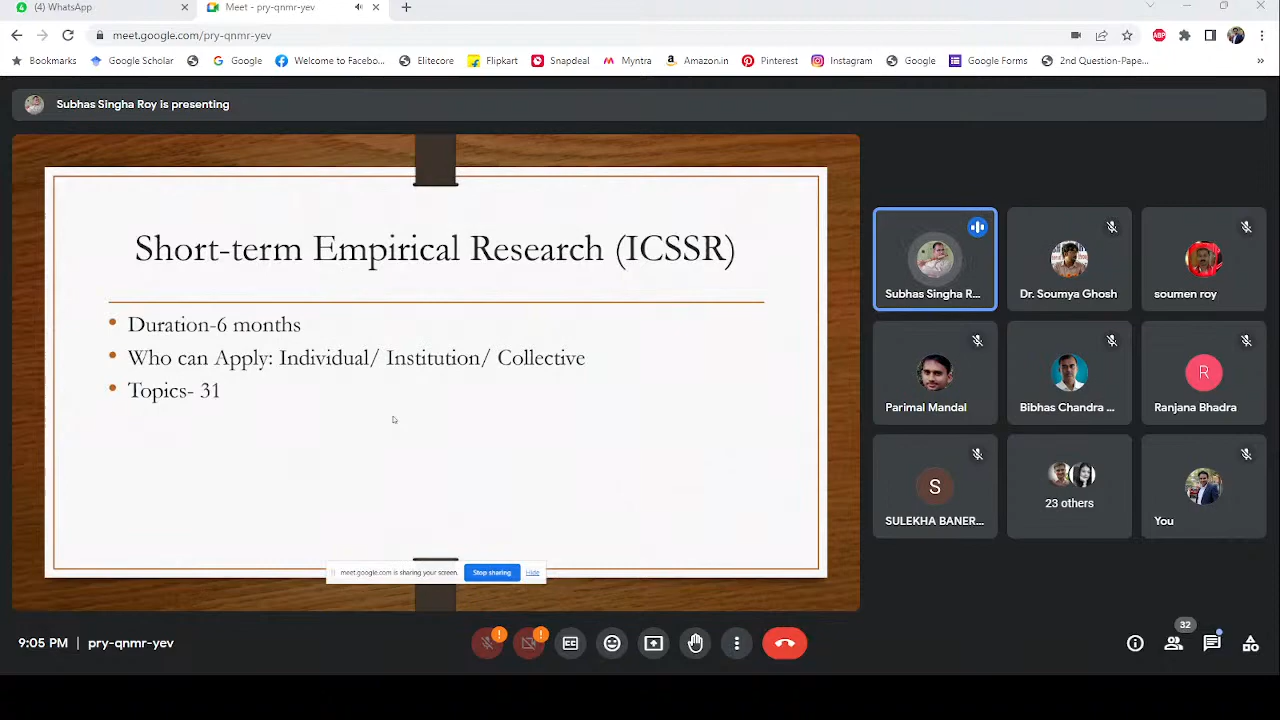 (4) WhatsApp
Meet - pry-qnmr-yev
meet.google.com/pry-qnmr-yev
ABP
Bookmarks
Google Scholar
Google
Welcome to Facebo...
Elitecore
Flipkart
Snapdeal
Myntra
Amazon.in
Pinterest
Instagram
Google
Google Forms
2nd Question-Pape...
»
Subhas Singha Roy is presenting
Short-term Empirical Research (ICSSR)
• Duration-6 months
• Who can Apply: Individual/ Institution/ Collective
• Topics- 31
meet.google.com is sharing your screen.
Stop sharing
Hide
Subhas Singha R...
Dr. Soumya Ghosh
soumen roy
Parimal Mandal
Bibhas Chandra ...
R
Ranjana Bhadra
S
SULEKHA BANER...
23 others
You
9:05 PM | pry-qnmr-yev
32